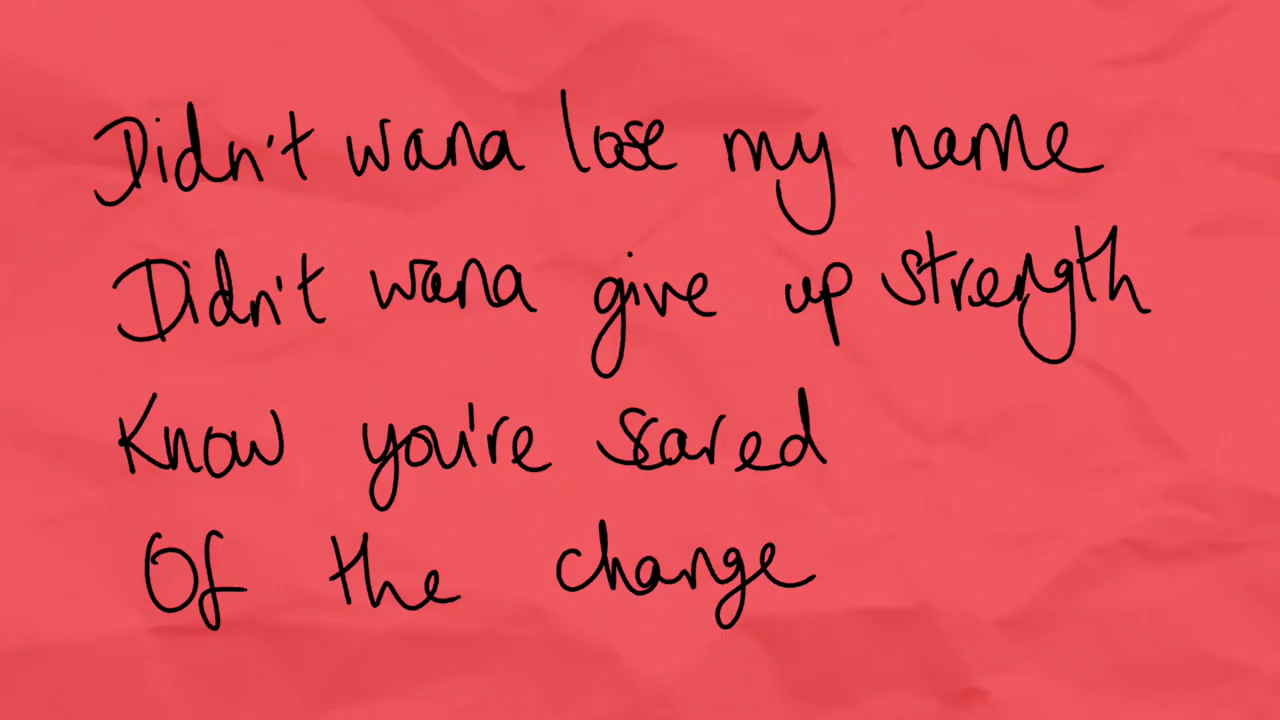 Didn't wana lose my name
Didn't wana give up strength
Know you're scared
Of the change